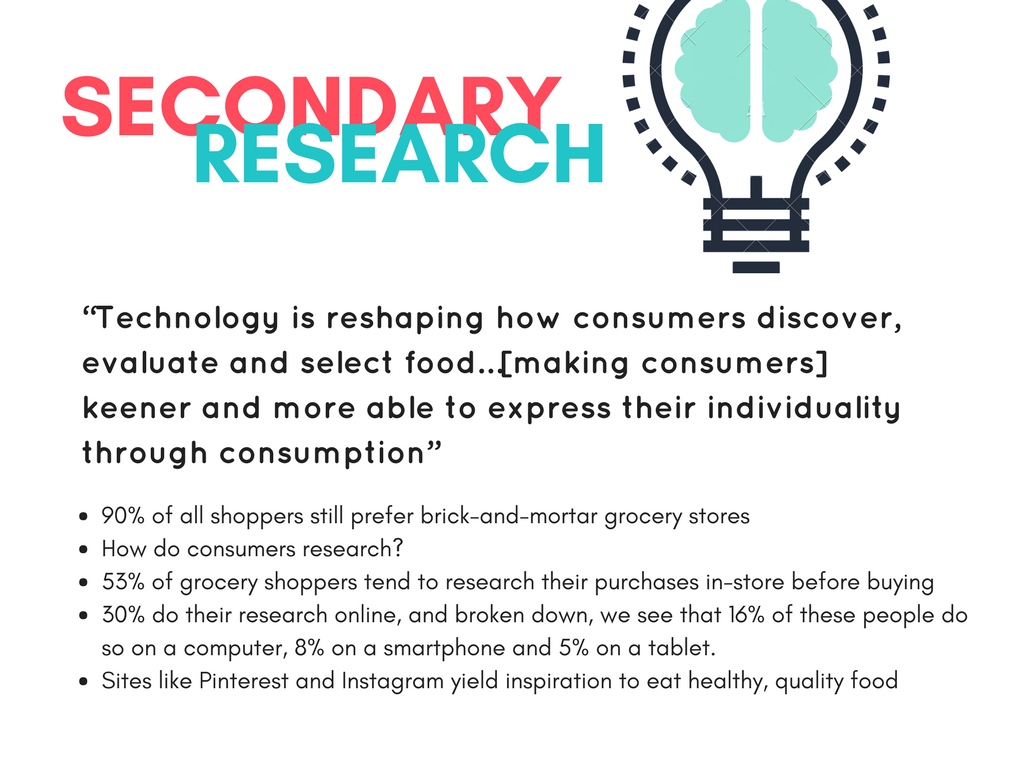 SECONDARY
RESEARCH
“Technology is reshaping how consumers discover,
evaluate and select food...[making consumers]
keener and more able to express their individuality
through consumption”
• 90% of all shoppers still prefer brick-and-mortar grocery stores
• How do consumers research?
• 53% of grocery shoppers tend to research their purchases in-store before buying
• 30% do their research online, and broken down, we see that 16% of these people do
so on a computer, 8% on a smartphone and 5% on a tablet.
• Sites like Pinterest and Instagram yield inspiration to eat healthy, quality food